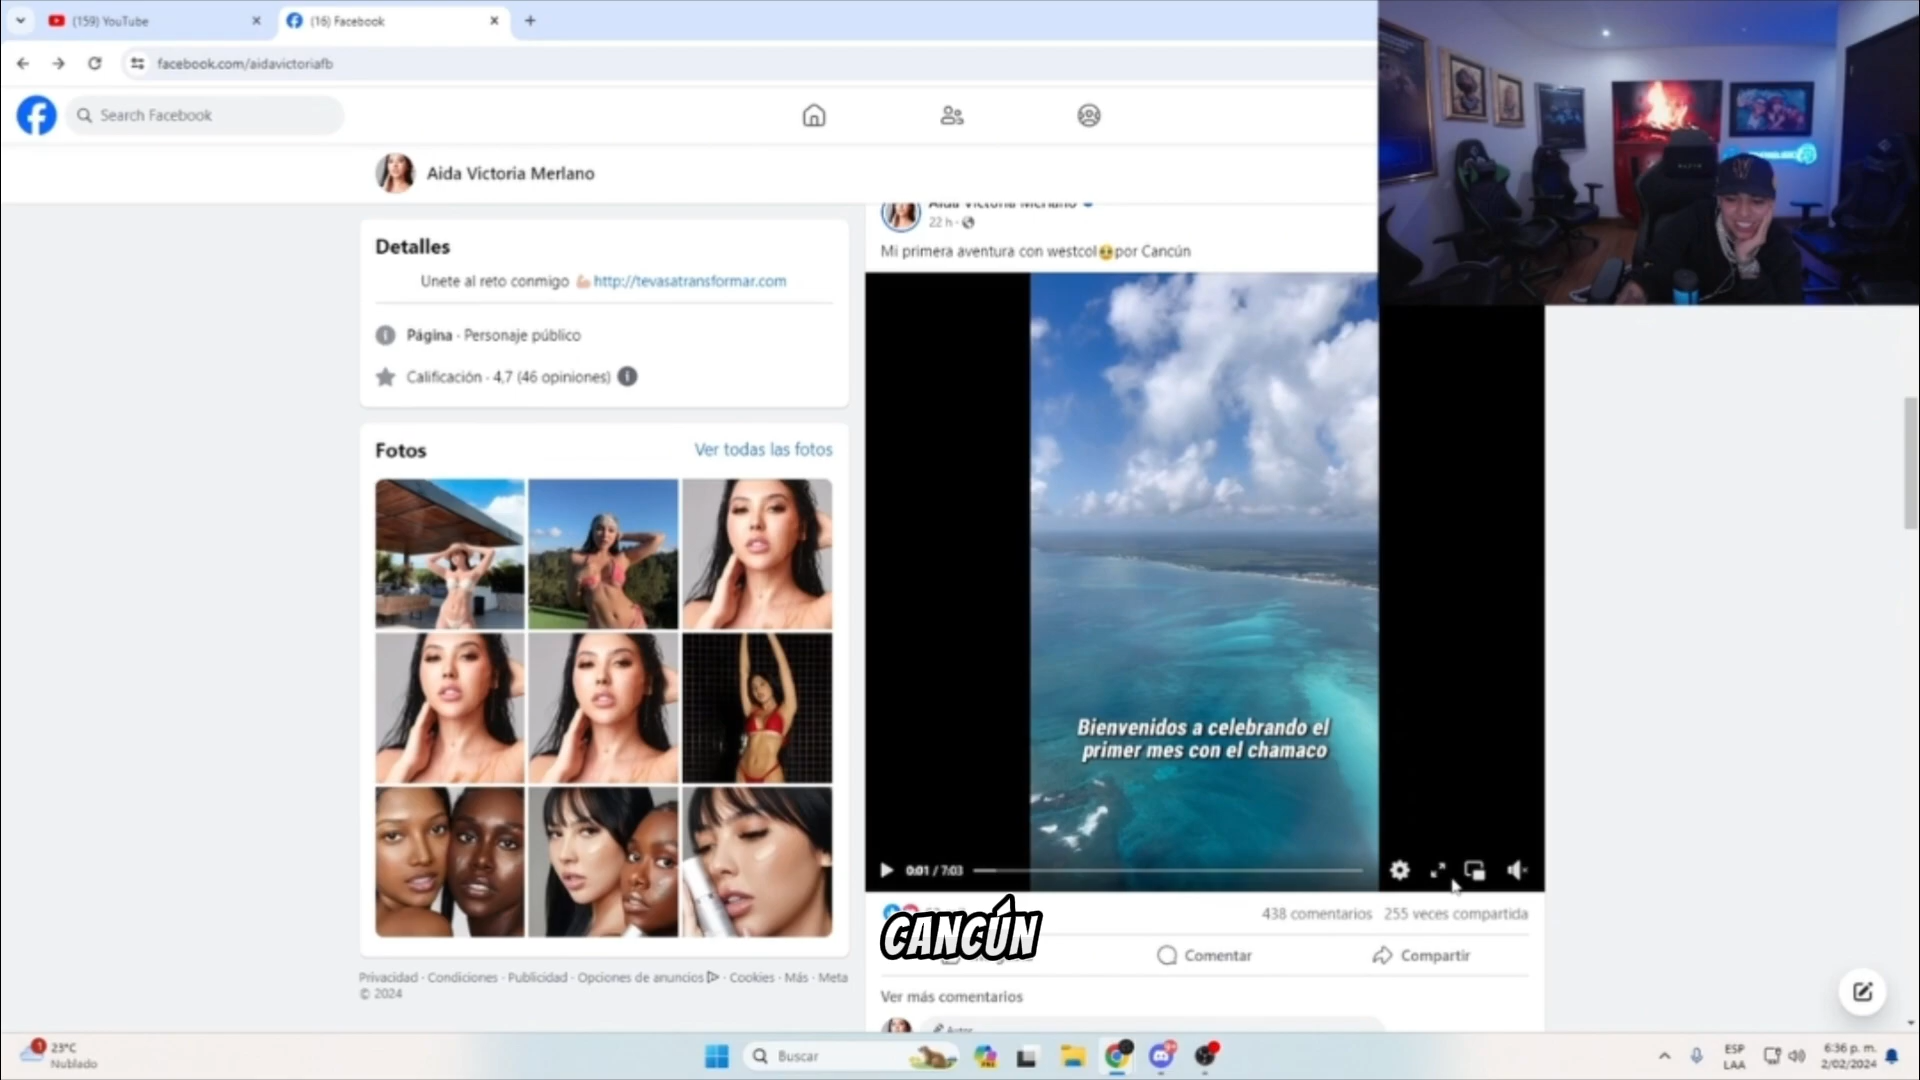 (159) YouTube
(16) Facebook
facebook.com/aidavictoriafb
Search Facebook
Aida Victoria Merlano
Detalles
Unete al reto conmigo 💪🏻 http://tevasatransformar.com
Página · Personaje público
Calificación · 4,7 (46 opiniones)
Fotos
Ver todas las fotos
Privacidad · Condiciones · Publicidad · Opciones de anuncios · Cookies · Más · Meta
© 2024
Aida Victoria Merlano
22 h
Mi primera aventura con westcol🥹por Cancún
Bienvenidos a celebrando el
primer mes con el chamaco
0:01 / 7:03
438 comentarios 255 veces compartida
CANCÚN
Comentar
Compartir
Ver más comentarios
Autor
23°C
Nublado
Buscar
ESP
LAA
6:36 p. m.
2/02/2024